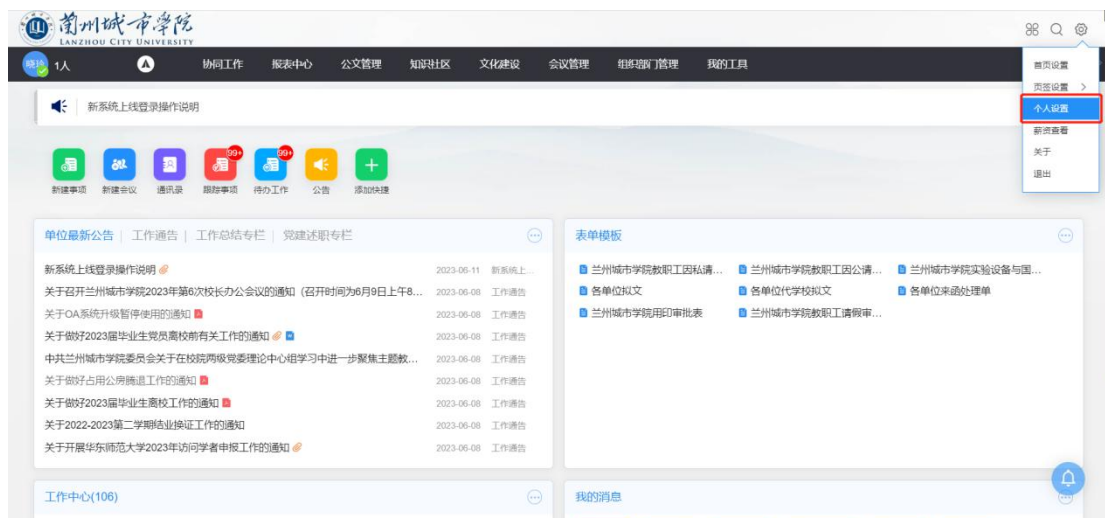 兰州城市学院
LANZHOU CITY UNIVERSITY
晓玲 1人 协同工作 报表中心 公文管理 知识社区 文化建设 会议管理 组织部门管理 我的工具
首页设置
页签设置
个人设置
薪资查看
关于
退出
新系统上线登录操作说明
99+ 99+
新建事项 新建会议 通讯录 跟踪事项 待办工作 公告 添加快捷
单位最新公告 | 工作通告 | 工作总结专栏 | 党建述职专栏
新系统上线登录操作说明 2023-06-11 新系统上...
关于召开兰州城市学院2023年第6次校长办公会议的通知（召开时间为6月9日上午8... 2023-06-08 工作通告
关于OA系统升级暂停使用的通知 2023-06-08 工作通告
关于做好2023届毕业生党员离校前有关工作的通知 2023-06-08 工作通告
中共兰州城市学院委员会关于在校院两级党委理论中心组学习中进一步聚焦主题教... 2023-06-08 工作通告
关于做好占用公房腾退工作的通知 2023-06-08 工作通告
关于做好2023届毕业生离校工作的通知 2023-06-08 工作通告
关于2022-2023第二学期结业换证工作的通知 2023-06-08 工作通告
关于开展华东师范大学2023年访问学者申报工作的通知 2023-06-08 工作通告
表单模板
兰州城市学院教职工因私请... 兰州城市学院教职工因公请... 兰州城市学院实验设备与国...
各单位拟文 各单位代学校拟文 各单位来函处理单
兰州城市学院用印审批表 兰州城市学院教职工请假审...
工作中心(106)
我的消息